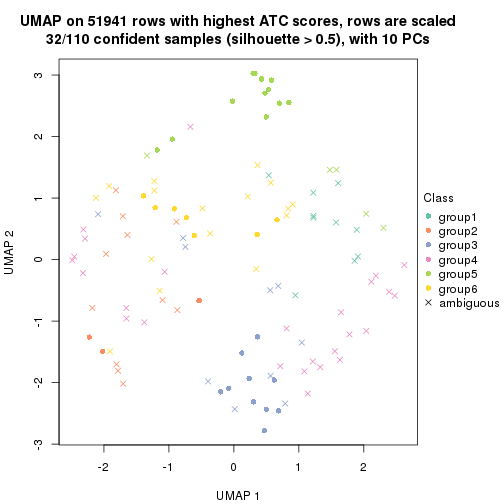 UMAP on 51941 rows with highest ATC scores, rows are scaled
32/110 confident samples (silhouette > 0.5), with 10 PCs
3
2
1
0
-1
-2
-3
UMAP 2
-2 -1 0 1 2
UMAP 1
Class
group1
group2
group3
group4
group5
group6
ambiguous